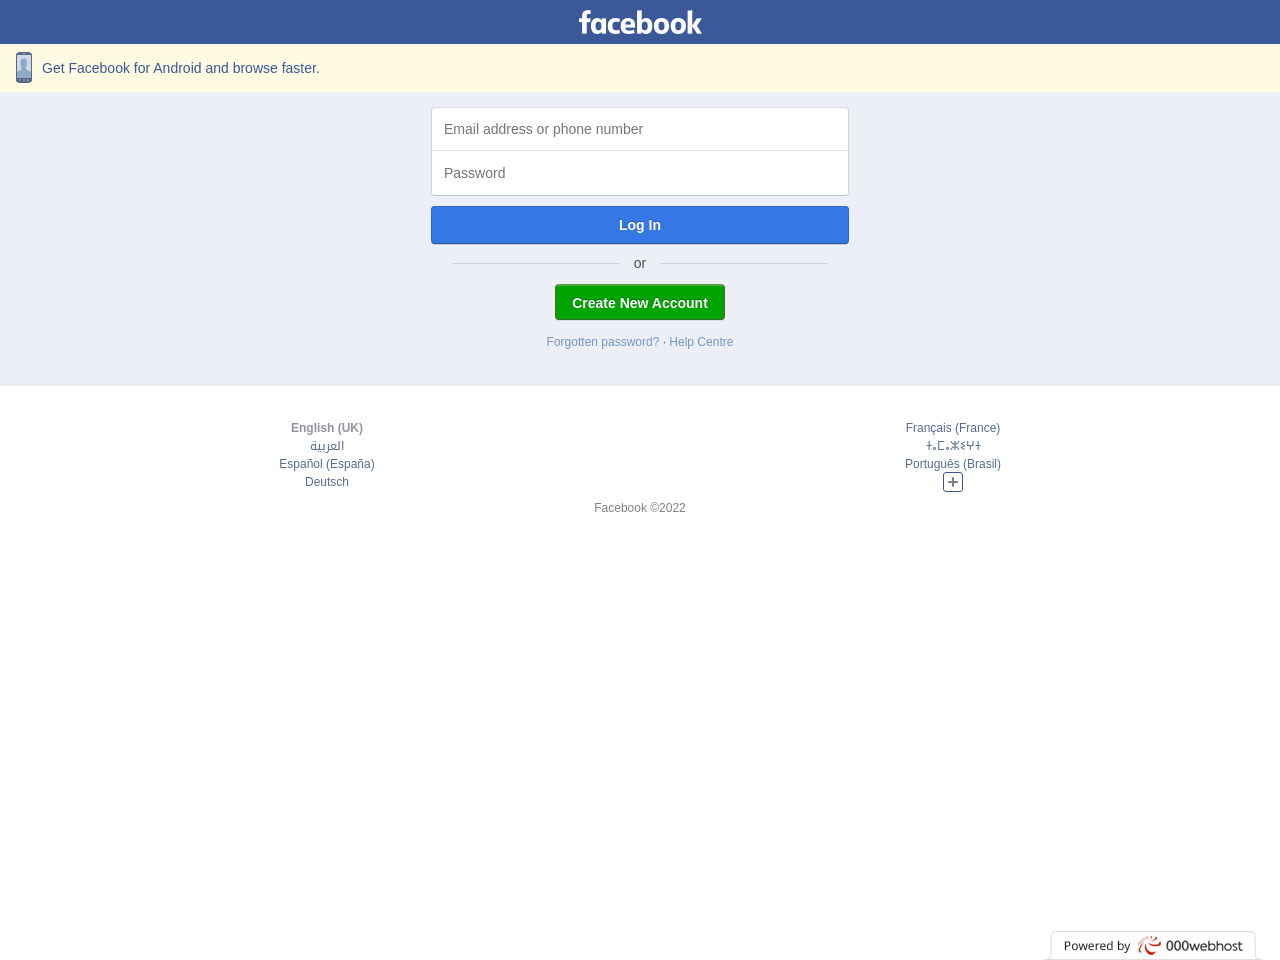 facebook
Get Facebook for Android and browse faster.
Email address or phone number
Password
Log In
or
Create New Account
Forgotten password? · Help Centre
English (UK)
العربية
Español (España)
Deutsch
Français (France)
ⵜⴰⵎⴰⵣⵉⵖⵜ
Português (Brasil)
Facebook ©2022
Powered by 000webhost